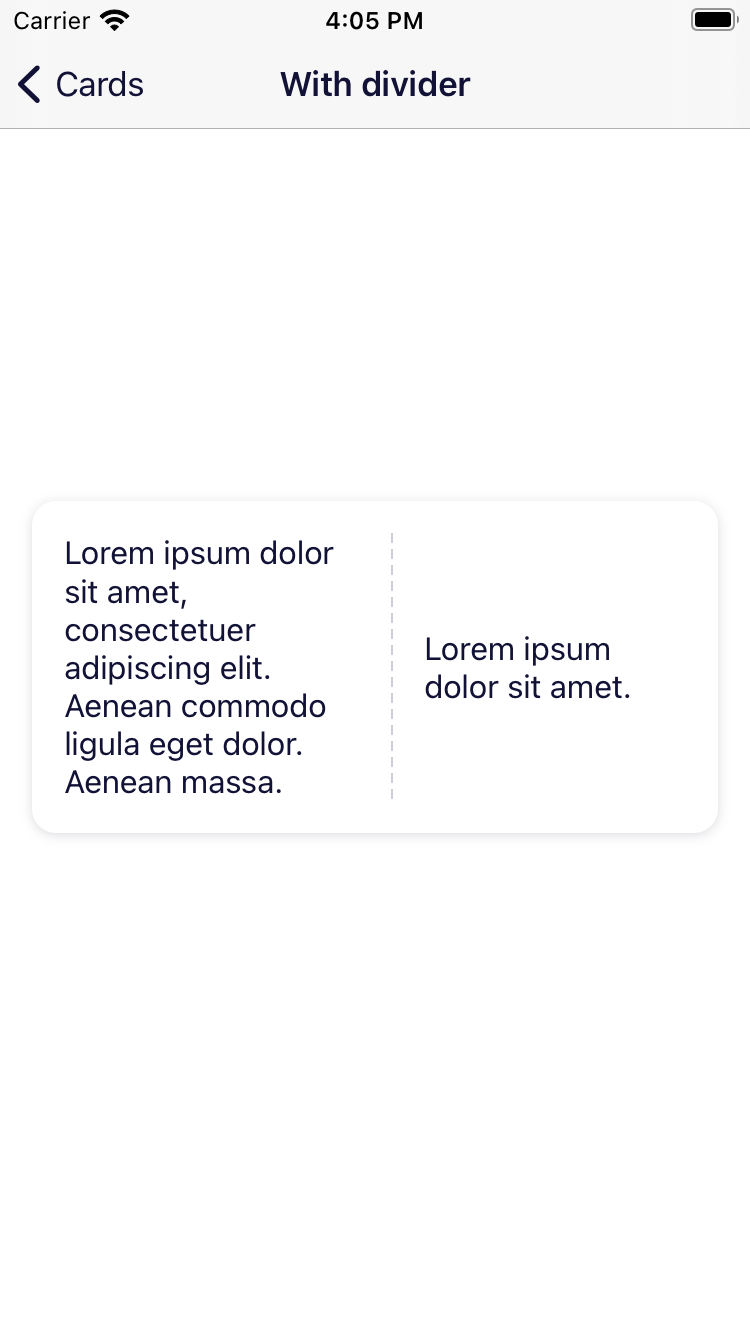 Carrier 4:05 PM
Cards With divider
Lorem ipsum dolor
sit amet,
consectetuer
adipiscing elit.
Aenean commodo
ligula eget dolor.
Aenean massa.
Lorem ipsum
dolor sit amet.